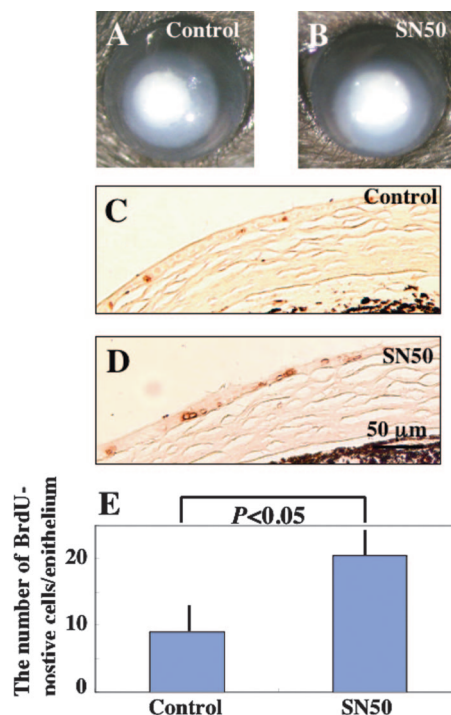 A Control
B SN50
C Control
D SN50
50 µm
E
P<0.05
The number of BrdU-
postive cells/epithelium
20
10
0
Control SN50